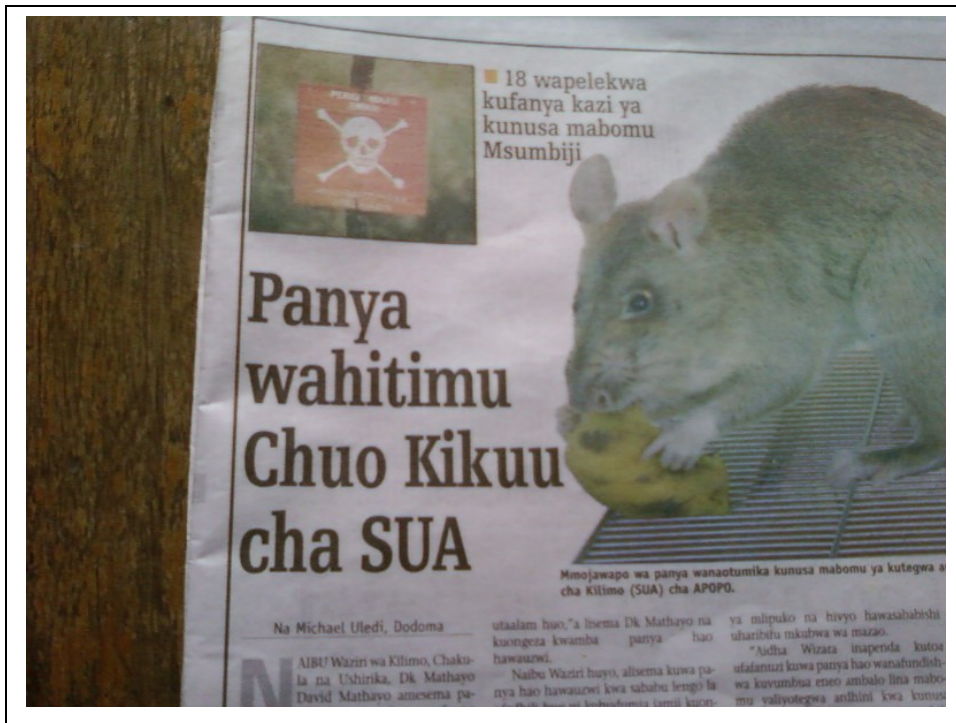 18 wapelekwa
kufanya kazi ya
kunusa mabomu
Msumbiji
Panya
wahitimu
Chuo Kikuu
cha SUA
Mmojawapo wa panya wanaotumika kunusa mabomu ya kutegwa
cha Kilimo (SUA) cha APOPO.
Na Michael Uledi, Dodoma
NAIBU Waziri wa Kilimo, Chaku-
la na Ushirika, Dk Mathayo
David Mathayo amesema pa-
utaalam huo,"a lisema Dk Mathayo na
kuongeza kwamba panya hao
hawauzwi.
Naibu Waziri huyo, alisema kuwa pa-
nya hao hawauzwi kwa sababu lengo la
ya mlipuko na hivyo hawasababishi
uharibifu mkubwa wa mazao.
"Aidha Wizara inapenda kutoa
ufafanuzi kuwa panya hao wanafundish-
wa kuvumbua eneo ambalo lina mabo-
mu yaliyotegwa ardhini kwa kunusa